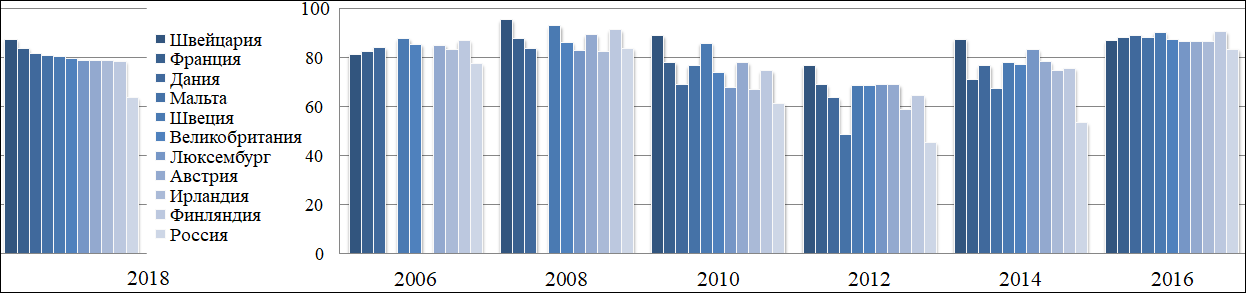 100
80
60
40
20
0
Швейцария
Франция
Дания
Мальта
Швеция
Великобритания
Люксембург
Австрия
Ирландия
Финляндия
Россия
2018 2006 2008 2010 2012 2014 2016